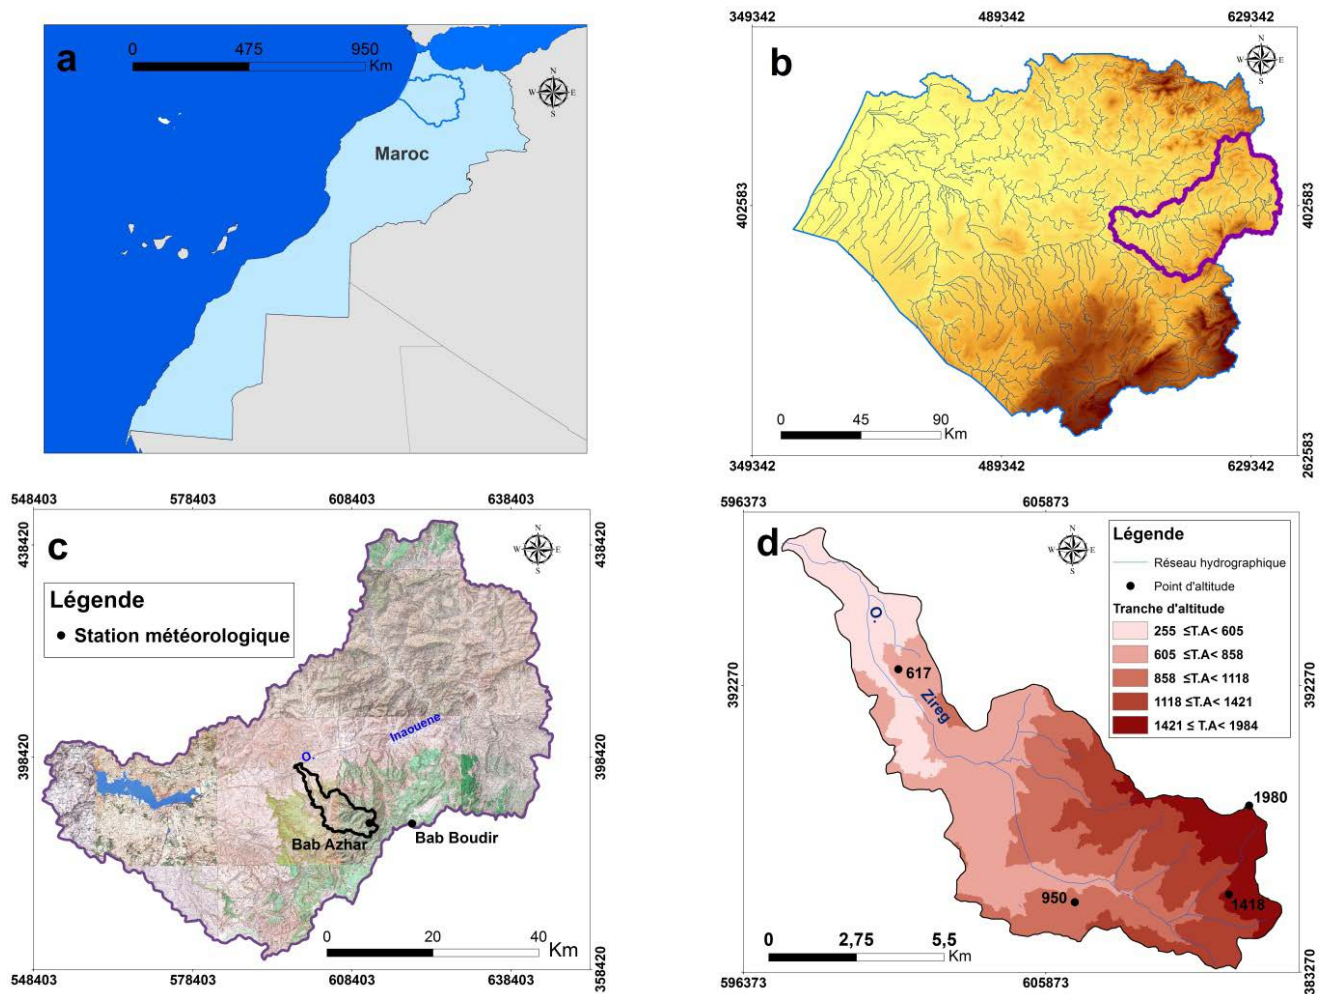 a
0 475 950
Km
N
W E
S
Maroc
349342 489342 629342
b
N
W E
S
402583
402583
0 45 90
Km
262583
349342 489342 629342
548403 578403 608403 638403
c
N
W E
S
438420
438420
Légende
Station météorologique
O. Inaouene
398420
398420
Bab Azhar
Bab Boudir
0 20 40
Km
358420
548403 578403 608403 638403
596373 605873
d
N
W E
S
Légende
Réseau hydrographique
Point d'altitude
Tranche d'altitude
255 ≤T.A< 605
605 ≤T.A< 858
858 ≤T.A< 1118
1118 ≤T.A< 1421
1421 ≤ T.A< 1984
O.
617
Zireg
392270
392270
1980
950
1418
0 2,75 5,5
Km
383270
596373 605873